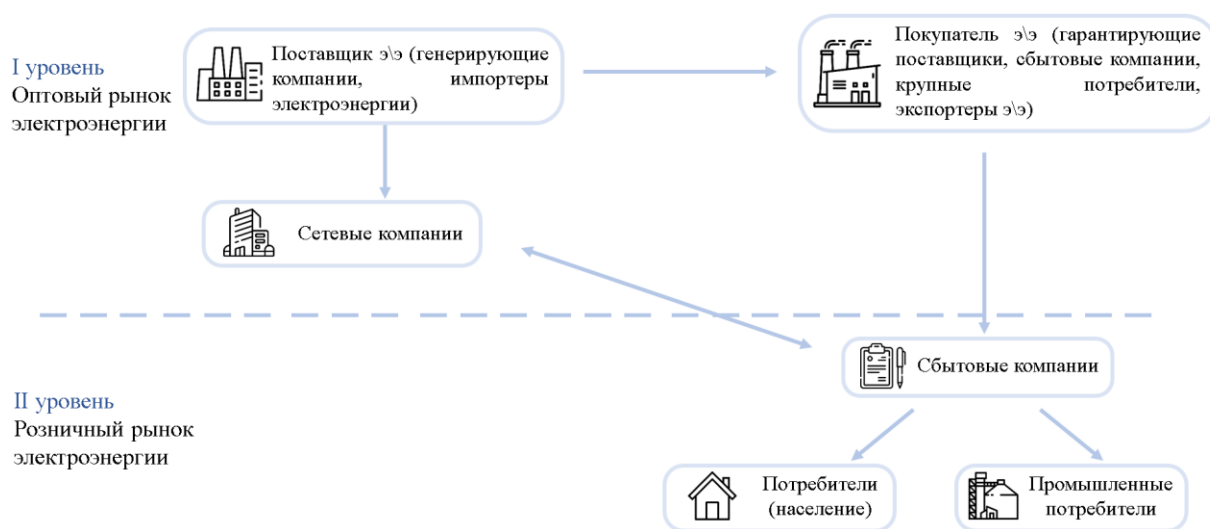 I уровень
Оптовый рынок
электроэнергии
Поставщик э\э (генерирующие
компании, импортеры
электроэнергии)
Покупатель э\э (гарантирующие
поставщики, сбытовые компании,
крупные потребители,
экспортеры э\э)
Сетевые компании
Сбытовые компании
II уровень
Розничный рынок
электроэнергии
Потребители
(население)
Промышленные
потребители